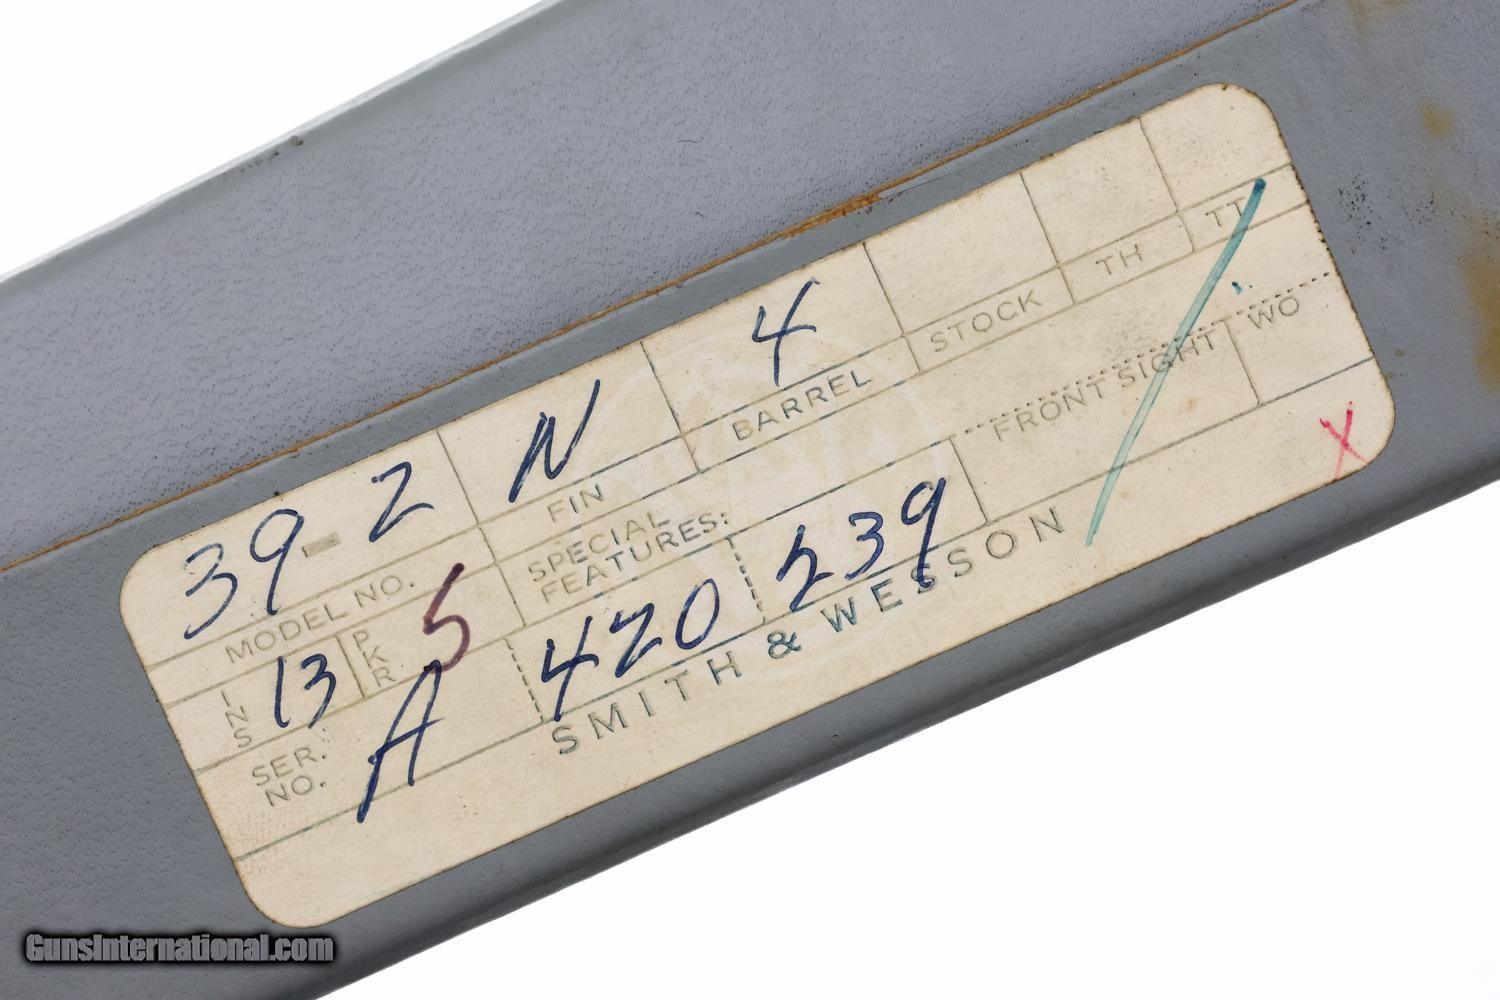 39-2 N 4
MODEL NO. FIN BARREL STOCK TH TT
INS 13 PKR 5 SPECIAL FEATURES: FRONT SIGHT WO
SER. NO. A 420 239
X
SMITH & WESSON
GunsInternational.com